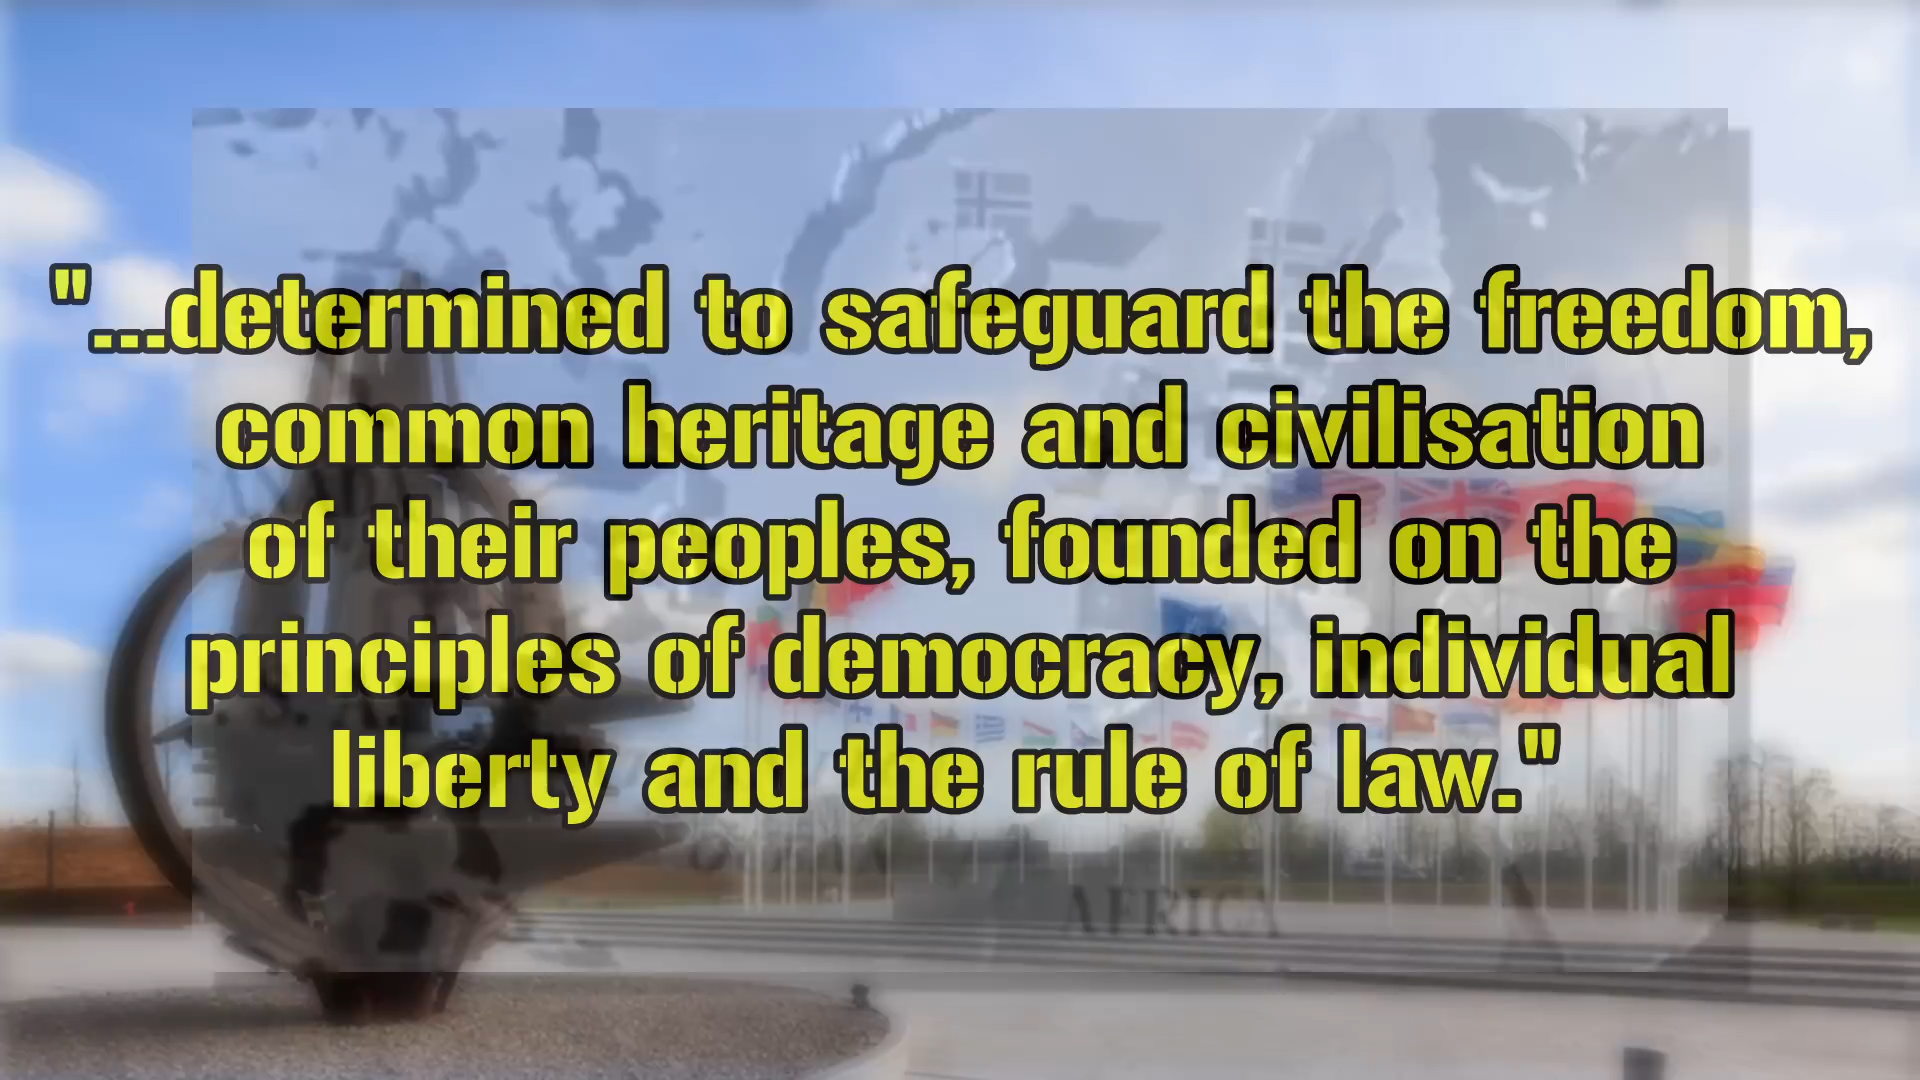 "...determined to safeguard the freedom,
common heritage and civilisation
of their peoples, founded on the
principles of democracy, individual
liberty and the rule of law."
AFRICA